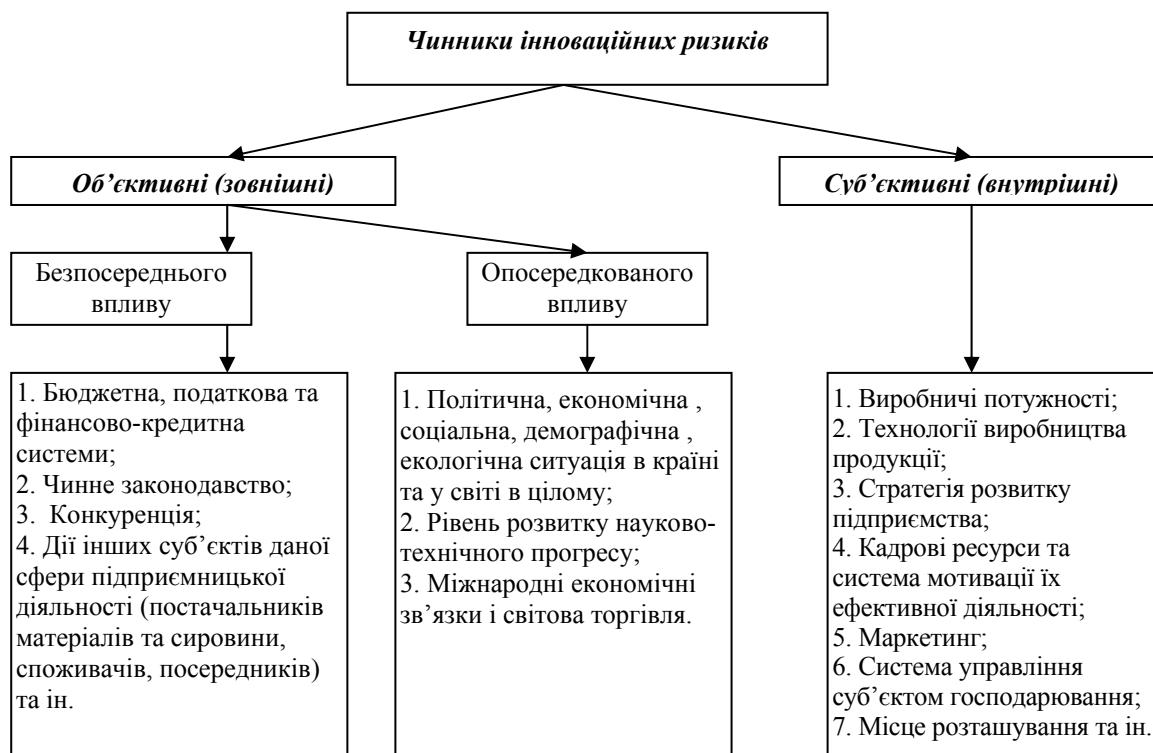 Чинники інноваційних ризиків
Об’єктивні (зовнішні)
Суб’єктивні (внутрішні)
Безпосереднього
впливу
Опосередкованого
впливу
1. Бюджетна, податкова та
фінансово-кредитна
системи;
2. Чинне законодавство;
3. Конкуренція;
4. Дії інших суб’єктів даної
сфери підприємницької
діяльності (постачальників
матеріалів та сировини,
споживачів, посередників)
та ін.
1. Політична, економічна ,
соціальна, демографічна ,
екологічна ситуація в країні
та у світі в цілому;
2. Рівень розвитку науково-
технічного прогресу;
3. Міжнародні економічні
зв’язки і світова торгівля.
1. Виробничі потужності;
2. Технології виробництва
продукції;
3. Стратегія розвитку
підприємства;
4. Кадрові ресурси та
система мотивації їх
ефективної діяльності;
5. Маркетинг;
6. Система управління
суб’єктом господарювання;
7. Місце розташування та ін.